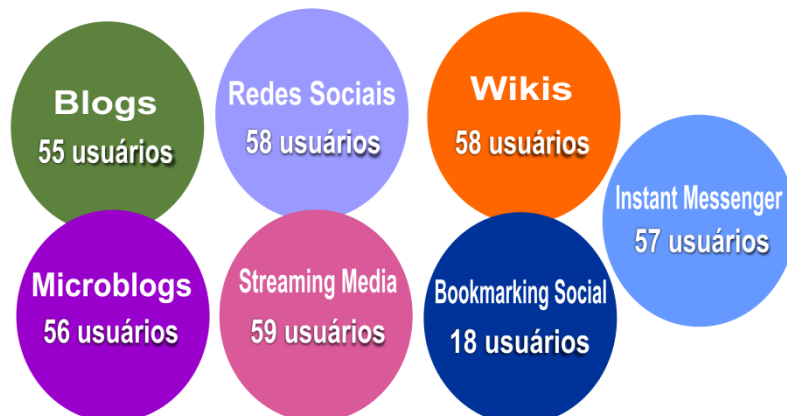 Blogs
55 usuários
Redes Sociais
58 usuários
Wikis
58 usuários
Instant Messenger
57 usuários
Microblogs
56 usuários
Streaming Media
59 usuários
Bookmarking Social
18 usuários